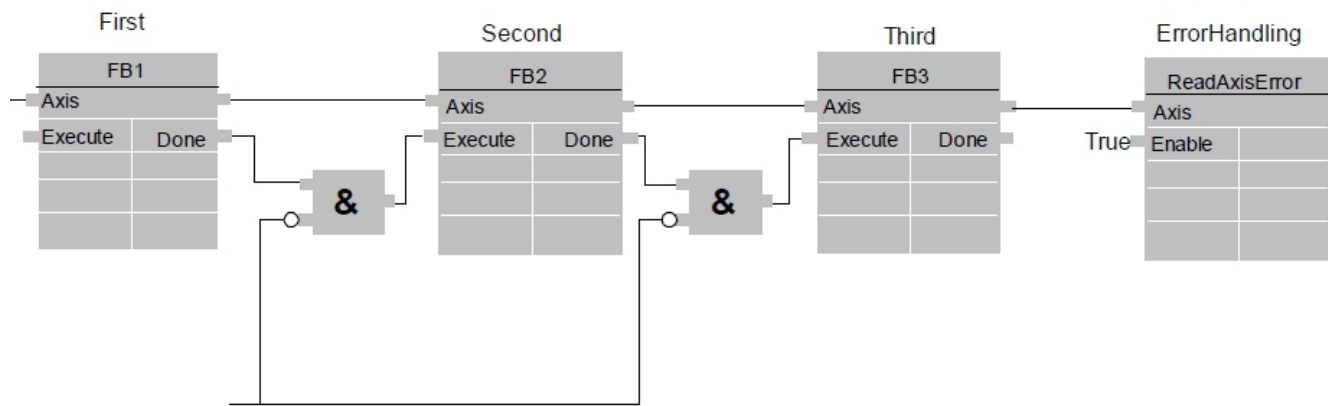 First
Second
Third
ErrorHandling
FB1
FB2
FB3
ReadAxisError
Axis
Axis
Axis
Axis
Execute Done
Execute Done
Execute Done
True Enable
&
&